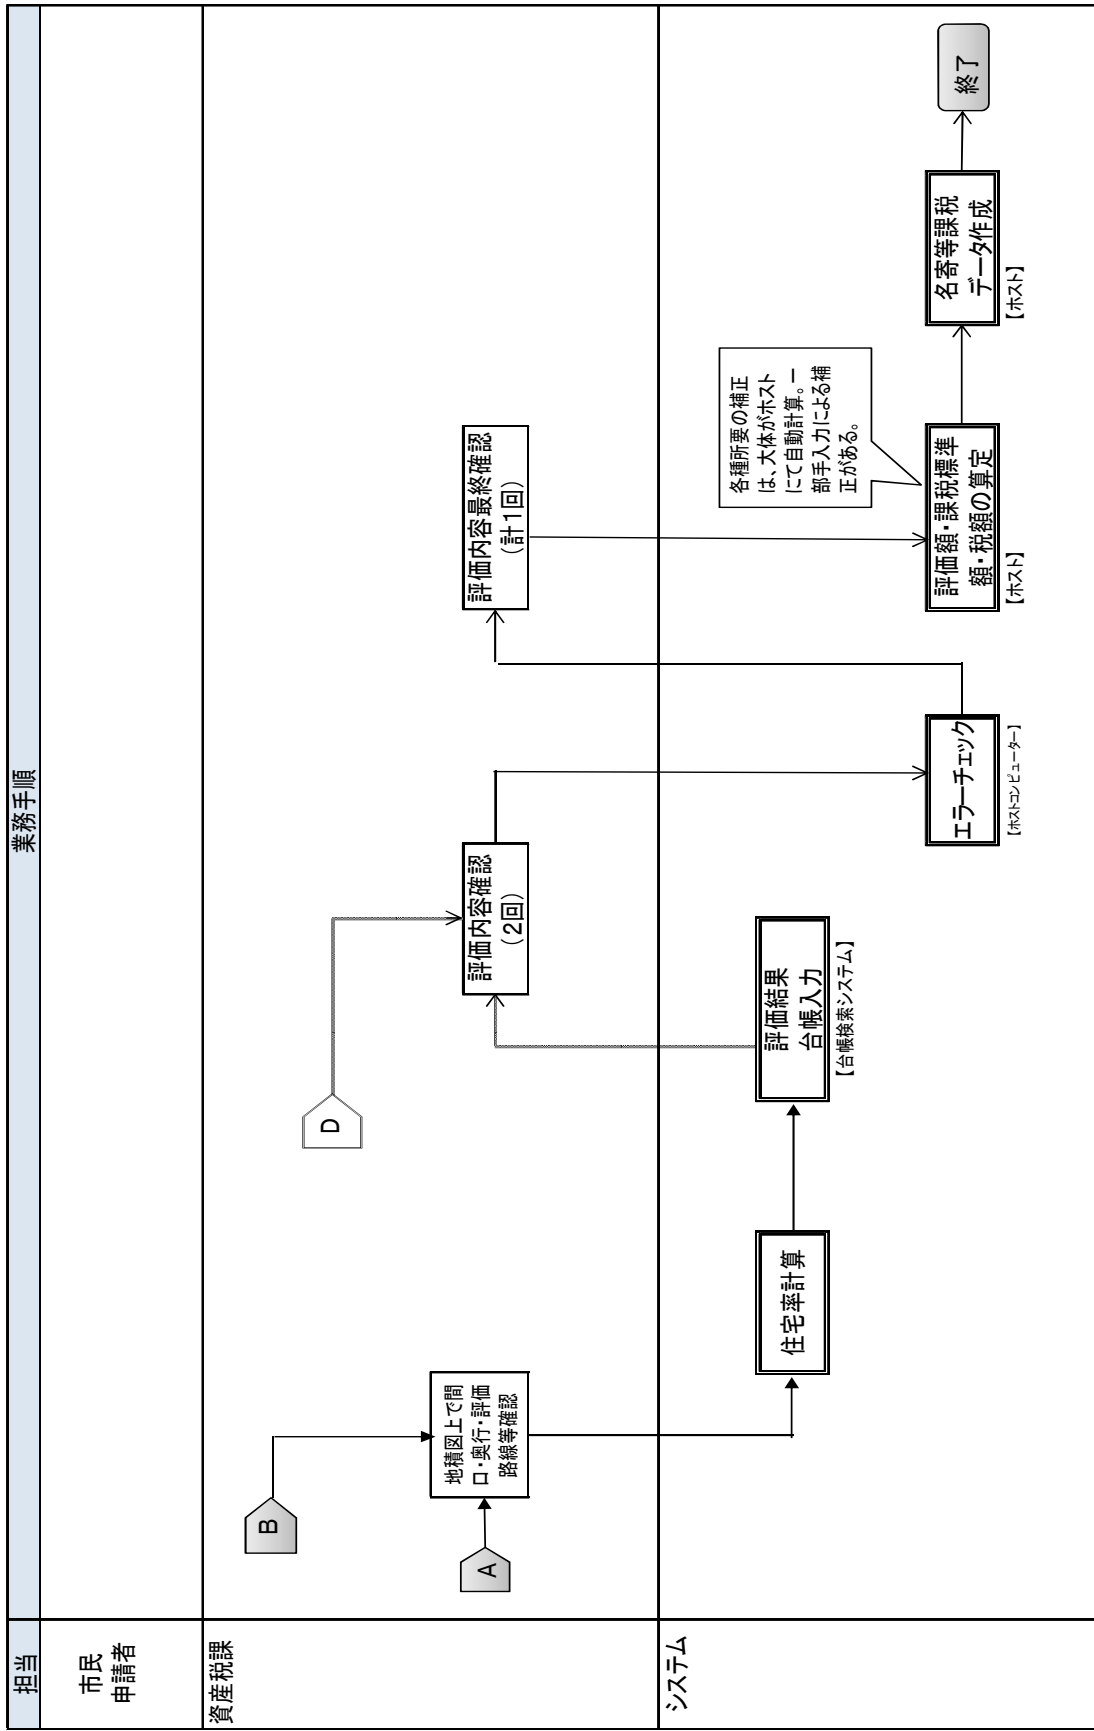 担当
業務手順
市民
申請者
資産税課
システム
B
A
地積図上で間
口・奥行・評価
路線等確認
住宅率計算
D
評価結果
台帳入力
【台帳検索システム】
評価内容確認
（2回）
エラーチェック
【ホストコンピューター】
評価内容最終確認
（計1回）
各種所要の補正
は、大体がホスト
にて自動計算。一
部手入力による補
正がある。
評価額・課税標準
額・税額の算定
【ホスト】
名寄等課税
データ作成
【ホスト】
終了